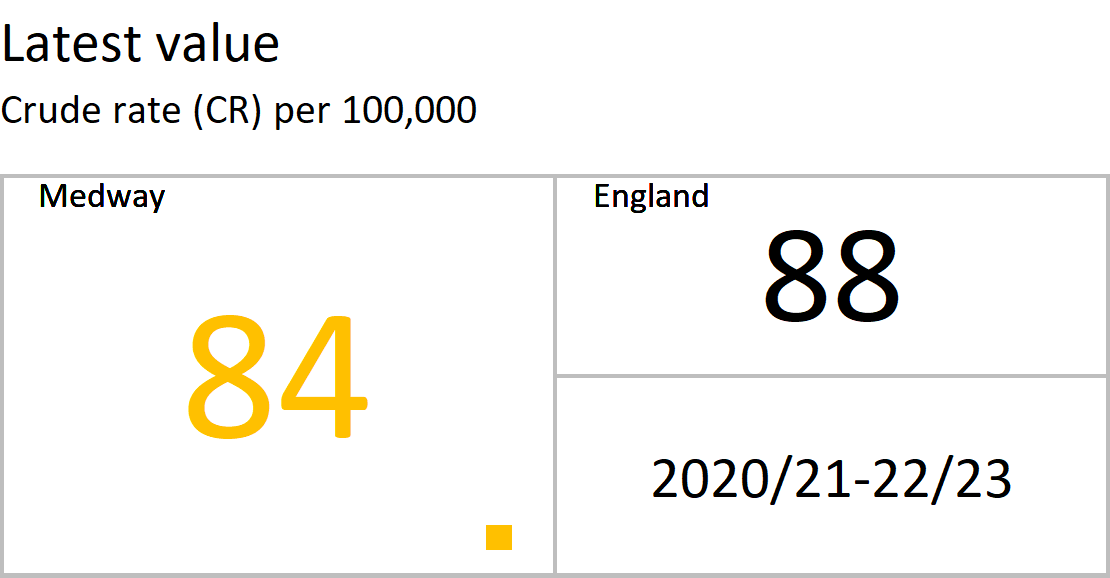 Latest value
Crude rate (CR) per 100,000
Medway
84
England
88
2020/21-22/23